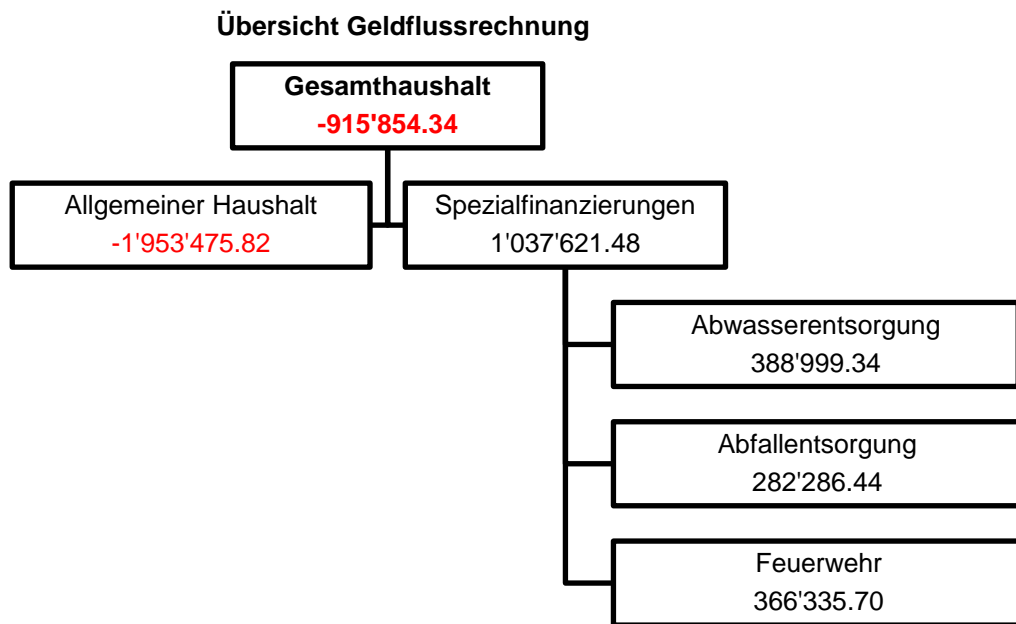 Übersicht Geldflussrechnung
Gesamthaushalt
-915'854.34
Allgemeiner Haushalt
-1'953'475.82
Spezialfinanzierungen
1'037'621.48
Abwasserentsorgung
388'999.34
Abfallentsorgung
282'286.44
Feuerwehr
366'335.70